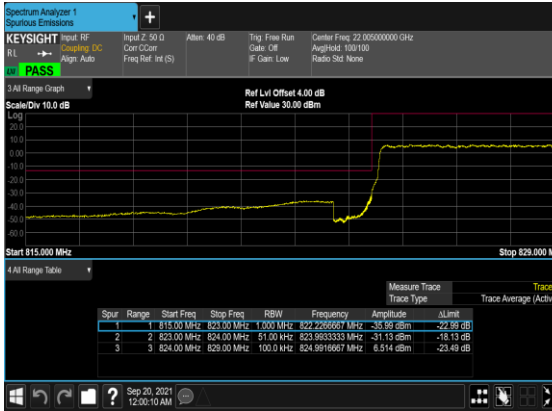 Spectrum Analyzer 1
Spurious Emissions
+
KEYSIGHT Input: RF Input Z: 50 Ω Atten: 40 dB Trig: Free Run Center Freq: 22.005000000 GHz
RL Coupling: DC Corr CCorr Gate: Off Avg|Hold: 100/100
Align: Auto Freq Ref: Int (S) IF Gain: Low Radio Std: None
PASS
3 All Range Graph
Ref Lvl Offset 4.00 dB
Scale/Div 10.0 dB Ref Value 30.00 dBm
Log
20.0
10.0
0.00
-10.0
-20.0
-30.0
-40.0
-50.0
-60.0
Start 815.000 MHz Stop 829.000
4 All Range Table
Measure Trace Trace
Trace Type Trace Average (Activ
Spur Range Start Freq Stop Freq RBW Frequency Amplitude ΔLimit
1 1 815.00 MHz 823.00 MHz 1.000 MHz 822.2266667 MHz -35.99 dBm -22.99 dB
2 2 823.00 MHz 824.00 MHz 51.00 kHz 823.9933333 MHz -31.13 dBm -18.13 dB
3 3 824.00 MHz 829.00 MHz 100.0 kHz 824.9916667 MHz 6.514 dBm -23.49 dB
? Sep 20, 2021
12:00:10 AM